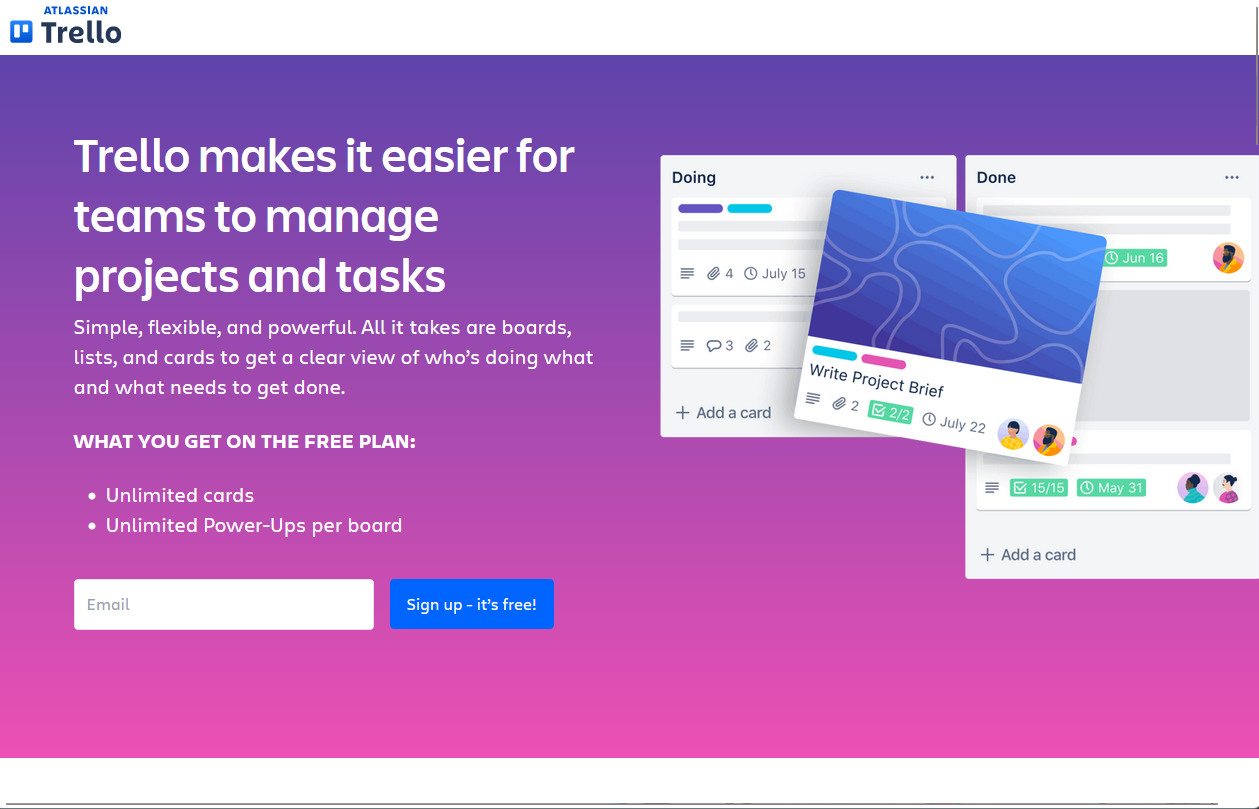 ATLASSIAN
Trello
Trello makes it easier for
teams to manage
projects and tasks
Simple, flexible, and powerful. All it takes are boards,
lists, and cards to get a clear view of who’s doing what
and what needs to get done.
WHAT YOU GET ON THE FREE PLAN:
• Unlimited cards
• Unlimited Power-Ups per board
Email
Sign up - it’s free!
Doing
4 July 15
3 2
+ Add a card
Write Project Brief
2 2/2 July 22
Done
Jun 16
15/15 May 31
+ Add a card